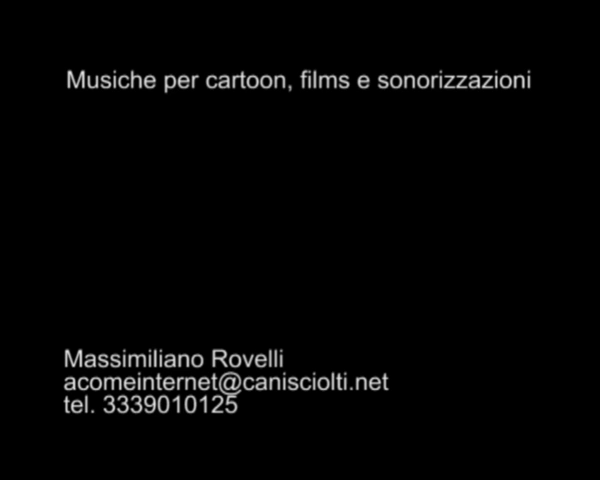 Musiche per cartoon, films e sonorizzazioni
Massimiliano Rovelli
acomeinternet@canisciolti.net
tel. 3339010125